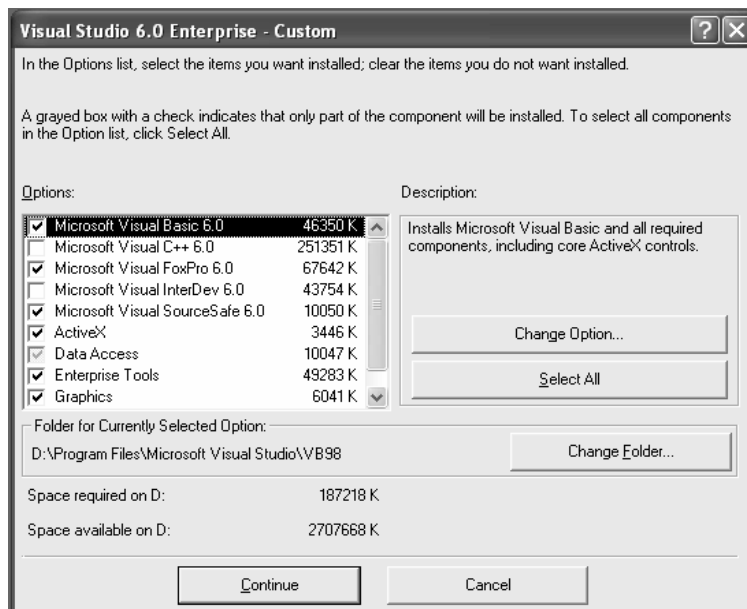 Visual Studio 6.0 Enterprise - Custom
In the Options list, select the items you want installed; clear the items you do not want installed.
A grayed box with a check indicates that only part of the component will be installed. To select all components
in the Option list, click Select All.
Options:
Description:
Microsoft Visual Basic 6.0 46350 K
Microsoft Visual C++ 6.0 251351 K
Microsoft Visual FoxPro 6.0 67642 K
Microsoft Visual InterDev 6.0 43754 K
Microsoft Visual SourceSafe 6.0 10050 K
ActiveX 3446 K
Data Access 10047 K
Enterprise Tools 49283 K
Graphics 6041 K
Installs Microsoft Visual Basic and all required
components, including core ActiveX controls.
Change Option...
Select All
Folder for Currently Selected Option:
D:\Program Files\Microsoft Visual Studio\VB98
Change Folder...
Space required on D: 187218 K
Space available on D: 2707668 K
Continue
Cancel